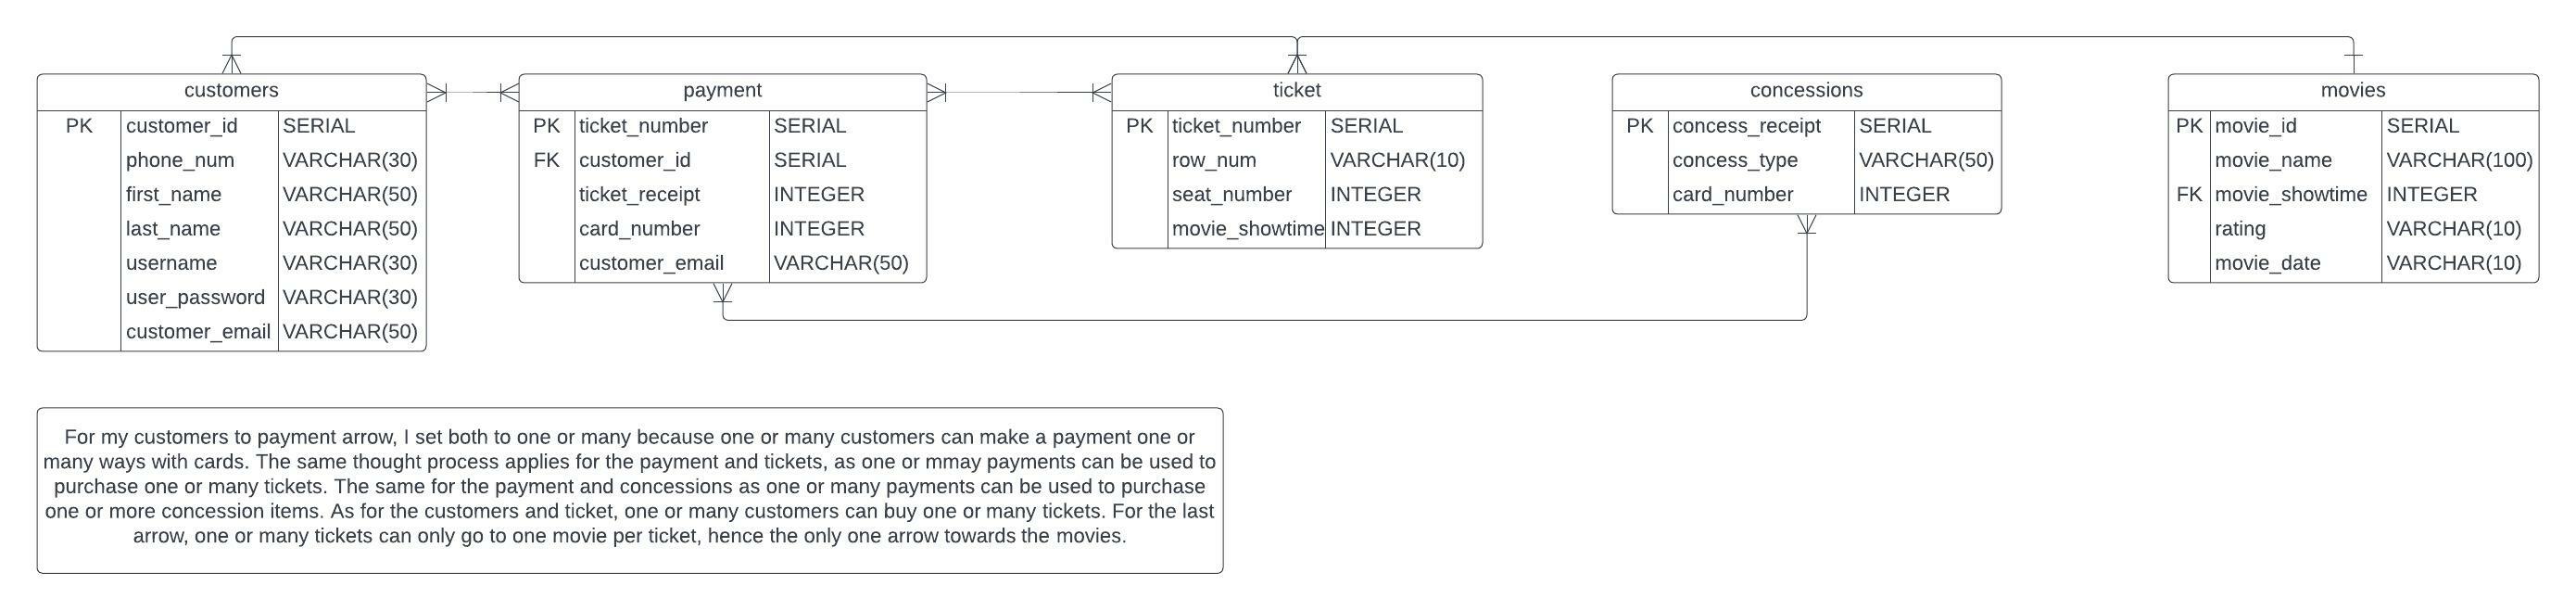 customers
PK customer_id SERIAL
phone_num VARCHAR(30)
first_name VARCHAR(50)
last_name VARCHAR(50)
username VARCHAR(30)
user_password VARCHAR(30)
customer_email VARCHAR(50)
payment
PK ticket_number SERIAL
FK customer_id SERIAL
ticket_receipt INTEGER
card_number INTEGER
customer_email VARCHAR(50)
ticket
PK ticket_number SERIAL
row_num VARCHAR(10)
seat_number INTEGER
movie_showtime INTEGER
concessions
PK concess_receipt SERIAL
concess_type VARCHAR(50)
card_number INTEGER
movies
PK movie_id SERIAL
movie_name VARCHAR(100)
FK movie_showtime INTEGER
rating VARCHAR(10)
movie_date VARCHAR(10)
For my customers to payment arrow, I set both to one or many because one or many customers can make a payment one or
many ways with cards. The same thought process applies for the payment and tickets, as one or mmay payments can be used to
purchase one or many tickets. The same for the payment and concessions as one or many payments can be used to purchase
one or more concession items. As for the customers and ticket, one or many customers can buy one or many tickets. For the last
arrow, one or many tickets can only go to one movie per ticket, hence the only one arrow towards the movies.